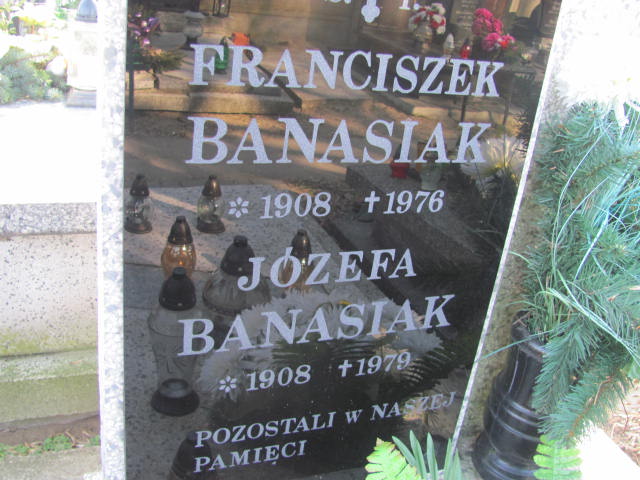 FRANCISZEK
BANASIAK
* 1908 † 1976
JÓZEFA
BANASIAK
* 1908 † 1979
POZOSTALI W NASZEJ
PAMIĘCI